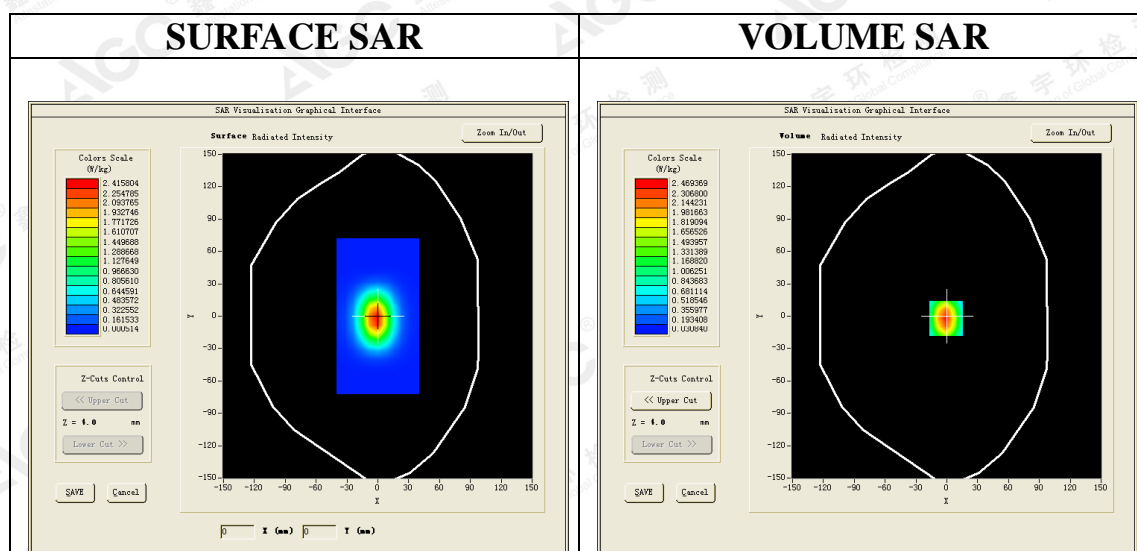 SURFACE SAR
VOLUME SAR
SAR Visualisation Graphical Interface
Surface Radiated Intensity
Zoom In/Out
Colors Scale
(W/kg)
2.415804
2.254785
2.093765
1.932746
1.771726
1.610707
1.449688
1.288668
1.127649
0.966630
0.805610
0.644591
0.483572
0.322552
0.161533
0.000514
150
120
90
60
30
0
-30
-60
-90
-120
-150
Y
-150 -120 -90 -60 -30 0 30 60 90 120 150
X
Z-Cuts Control
<< Upper Cut
Z = 4.0 mm
Lower Cut >>
SAVE Cancel
0 X (mm) 0 Y (mm)
SAR Visualisation Graphical Interface
Volume Radiated Intensity
Zoom In/Out
Colors Scale
(W/kg)
2.469369
2.306800
2.144231
1.981663
1.819094
1.656526
1.493957
1.331389
1.168820
1.006251
0.843683
0.681114
0.518546
0.355977
0.193408
0.030840
150
120
90
60
30
0
-30
-60
-90
-120
-150
Y
-150 -120 -90 -60 -30 0 30 60 90 120 150
X
Z-Cuts Control
<< Upper Cut
Z = 4.0 mm
Lower Cut >>
SAVE Cancel